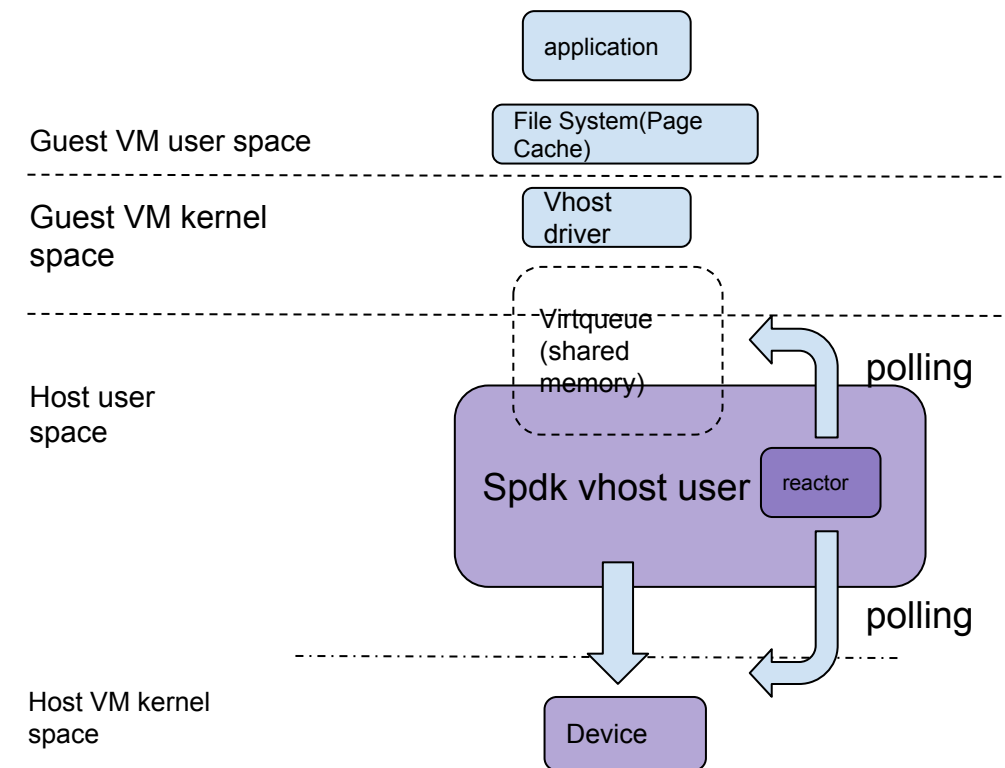 application
File System(Page
Cache)
Guest VM user space
Guest VM kernel
space
Vhost
driver
Virtqueue
(shared
memory)
polling
Host user
space
Spdk vhost user
reactor
polling
Host VM kernel
space
Device